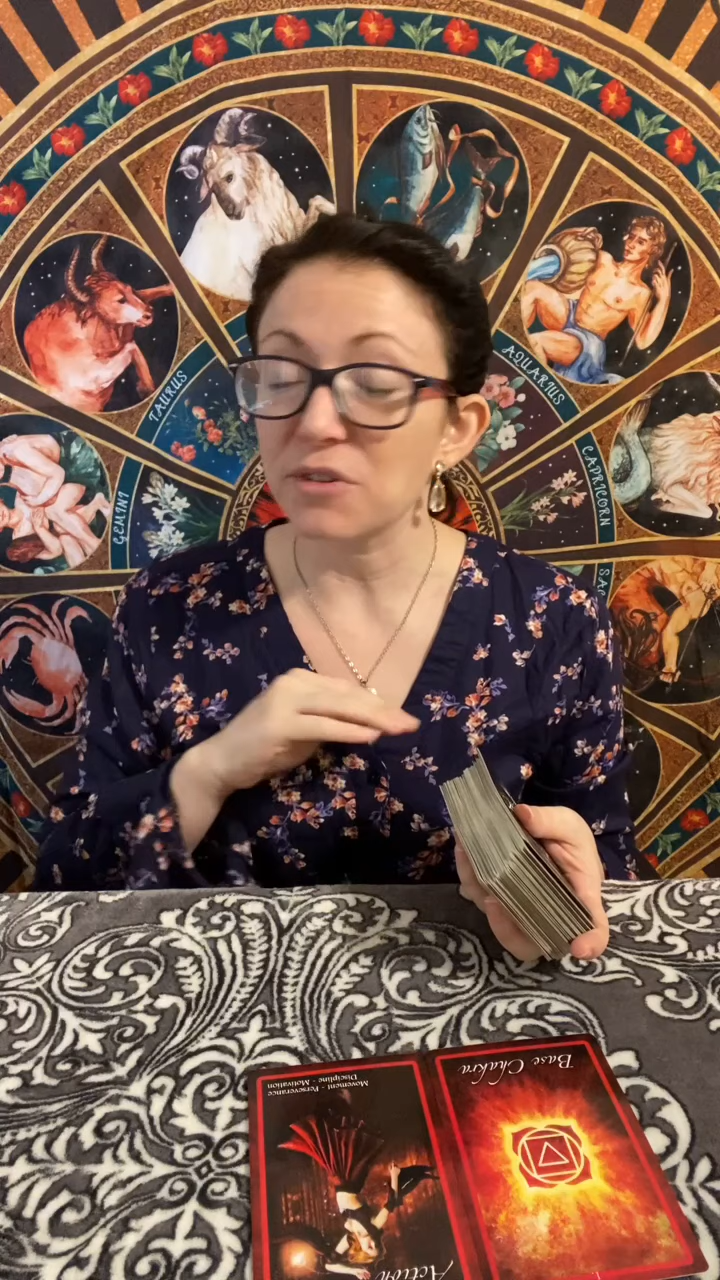 TAURUS
AQUARIUS
GEMINI
CAPRICORN
Base Chakra
Movement - Perseverance
Discipline - Motivation
Action